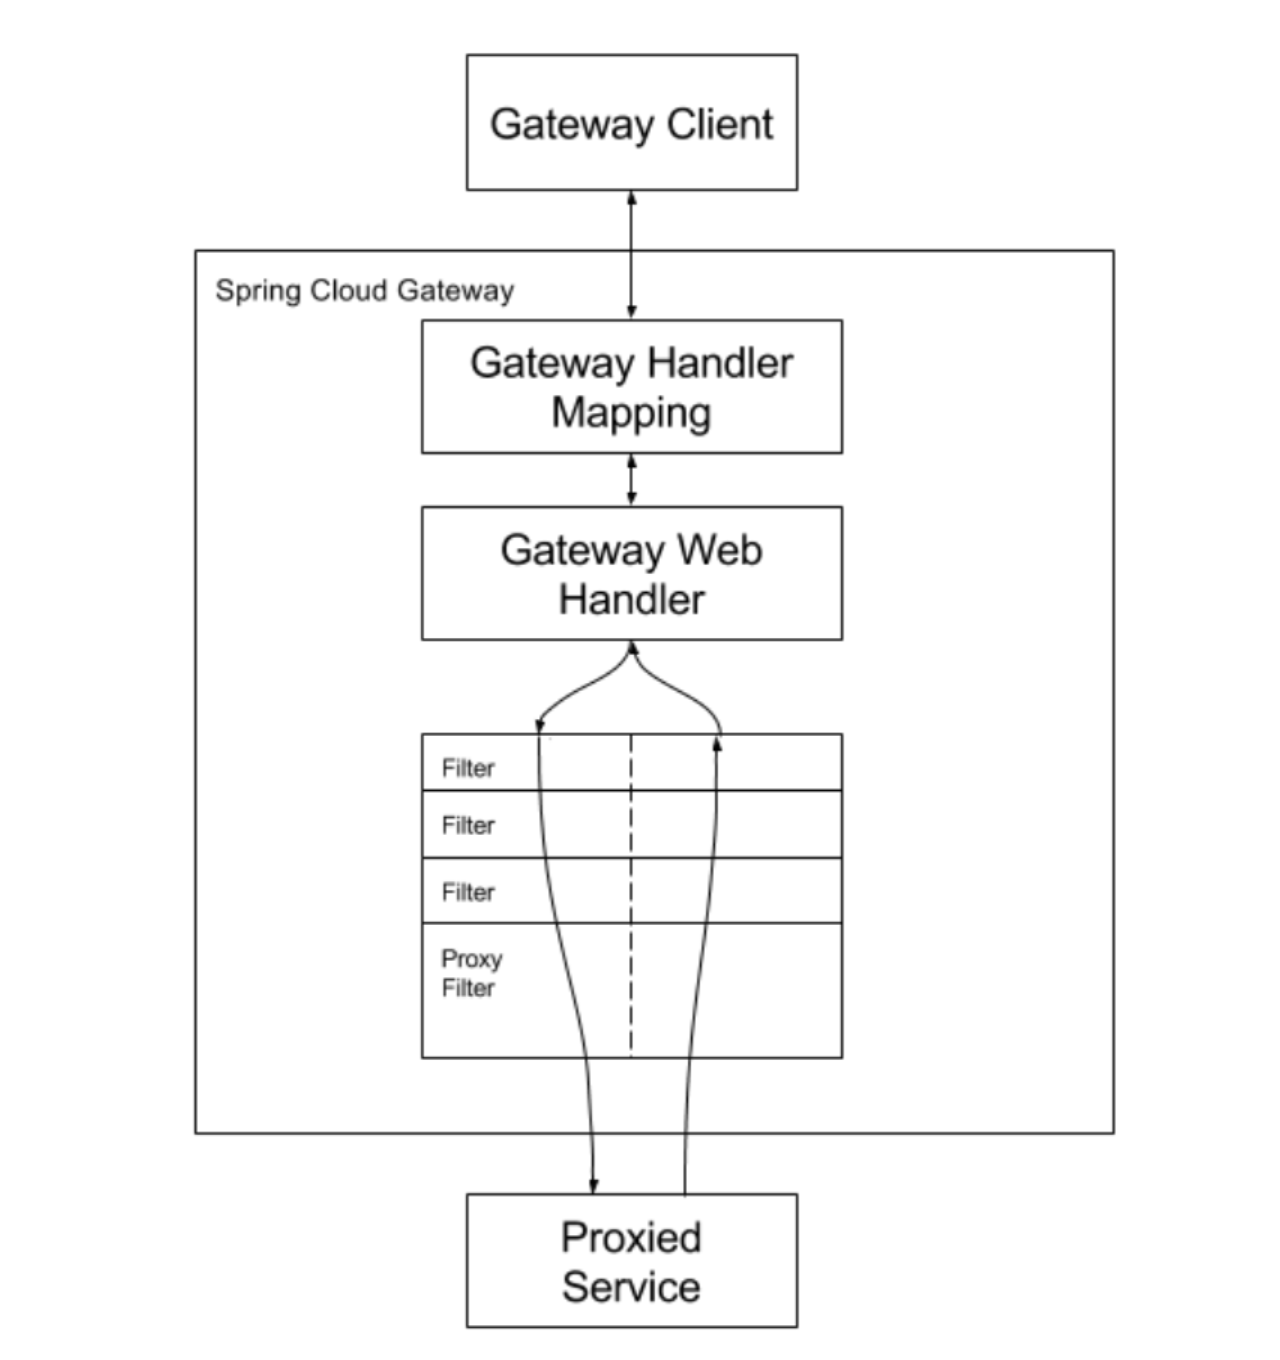 Gateway Client
Spring Cloud Gateway
Gateway Handler
Mapping
Gateway Web
Handler
Filter
Filter
Filter
Proxy
Filter
Proxied
Service